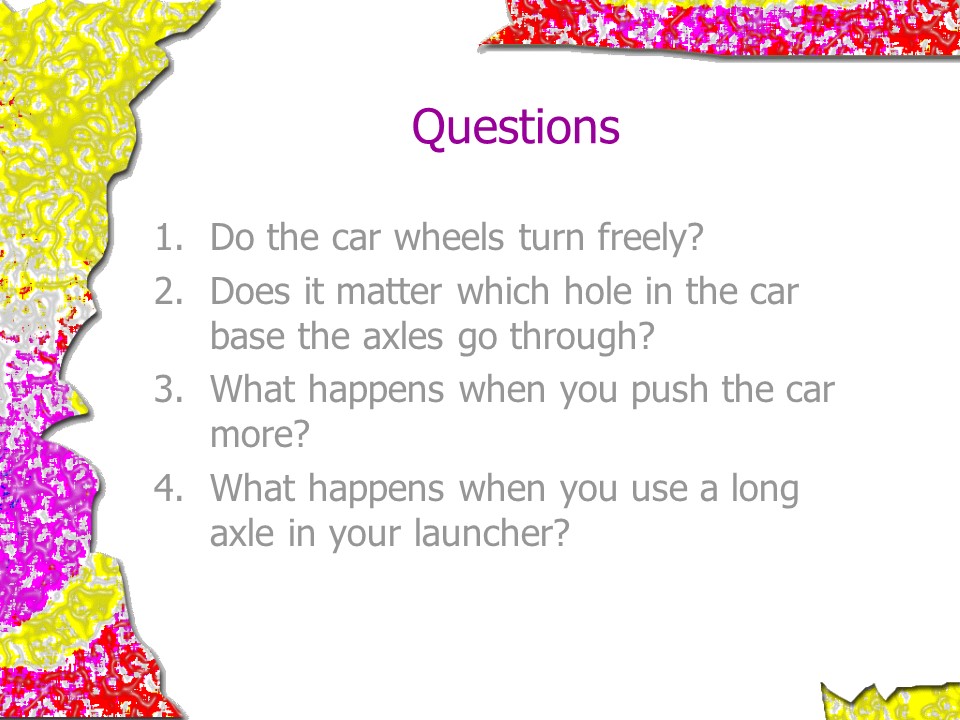 Questions
1. Do the car wheels turn freely?
2. Does it matter which hole in the car
base the axles go through?
3. What happens when you push the car
more?
4. What happens when you use a long
axle in your launcher?